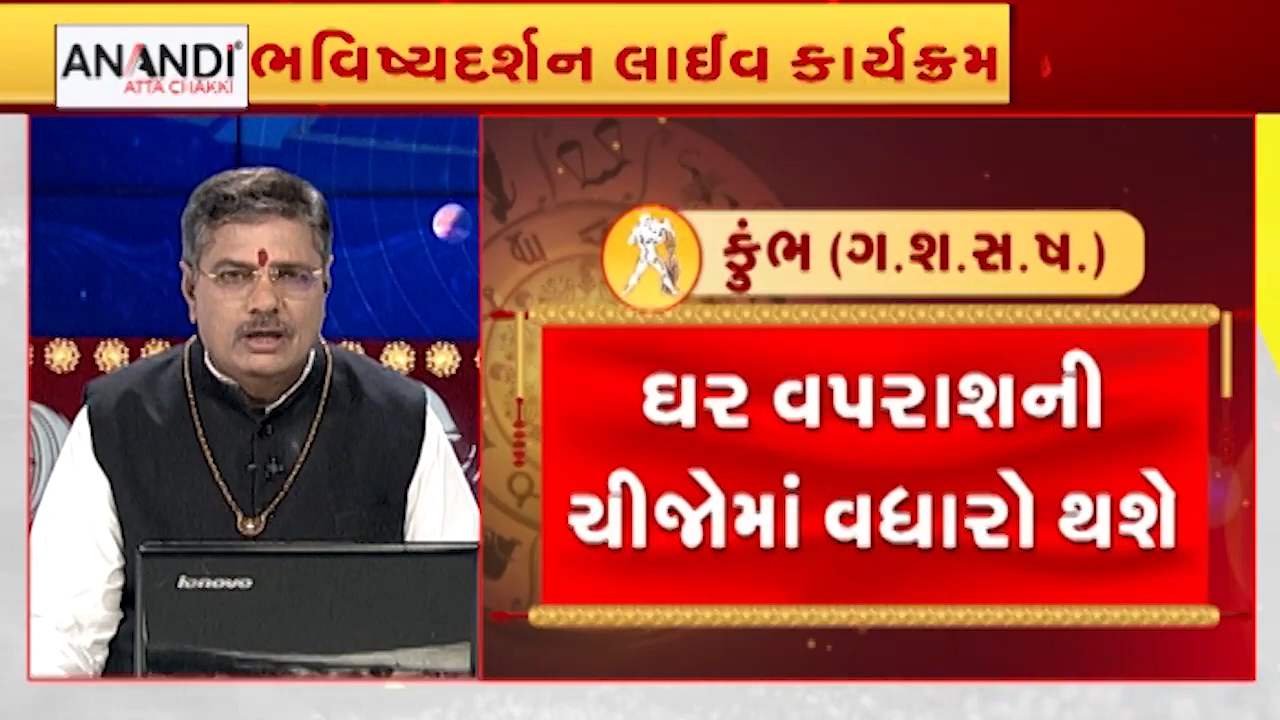 ANANDI®
ATTA CHAKKI
ભવિષ્યદર્શન લાઈવ કાર્યક્રમ
કુંભ (ગ.શ.સ.ષ.)
ઘર વપરાશની
ચીજોમાં વધારો થશે
lenovo